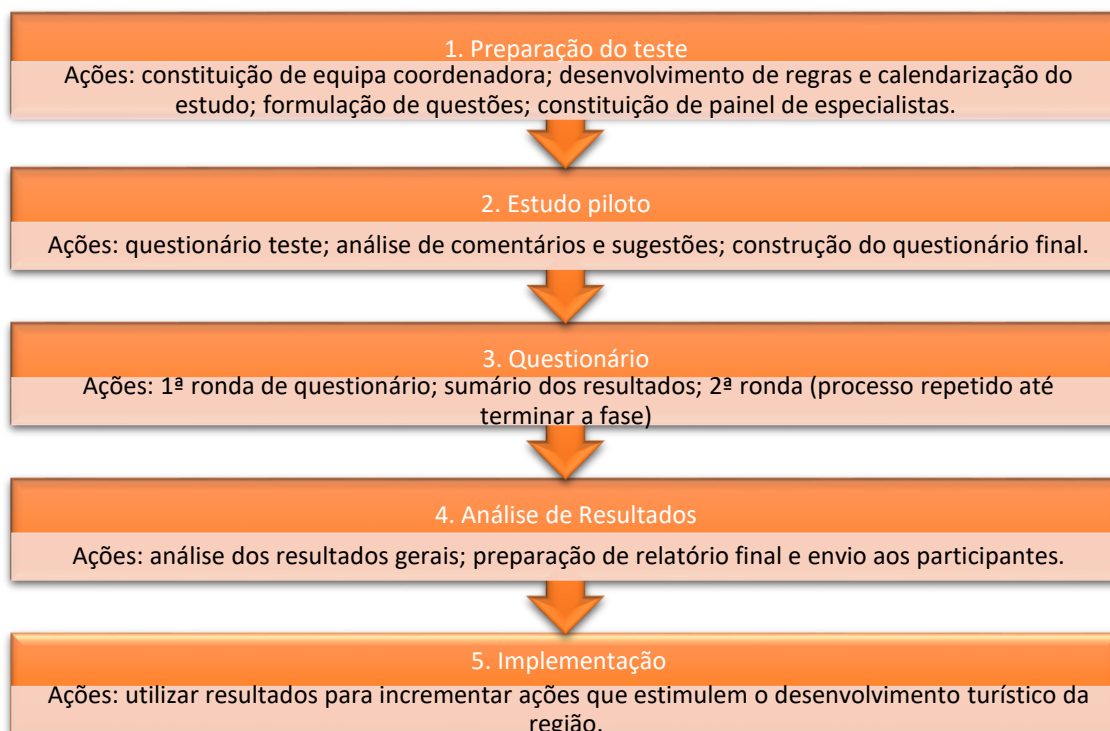 1. Preparação do teste
Ações: constituição de equipa coordenadora; desenvolvimento de regras e calendarização do
estudo; formulação de questões; constituição de painel de especialistas.
2. Estudo piloto
Ações: questionário teste; análise de comentários e sugestões; construção do questionário final.
3. Questionário
Ações: 1ª ronda de questionário; sumário dos resultados; 2ª ronda (processo repetido até
terminar a fase)
4. Análise de Resultados
Ações: análise dos resultados gerais; preparação de relatório final e envio aos participantes.
5. Implementação
Ações: utilizar resultados para incrementar ações que estimulem o desenvolvimento turístico da
região.